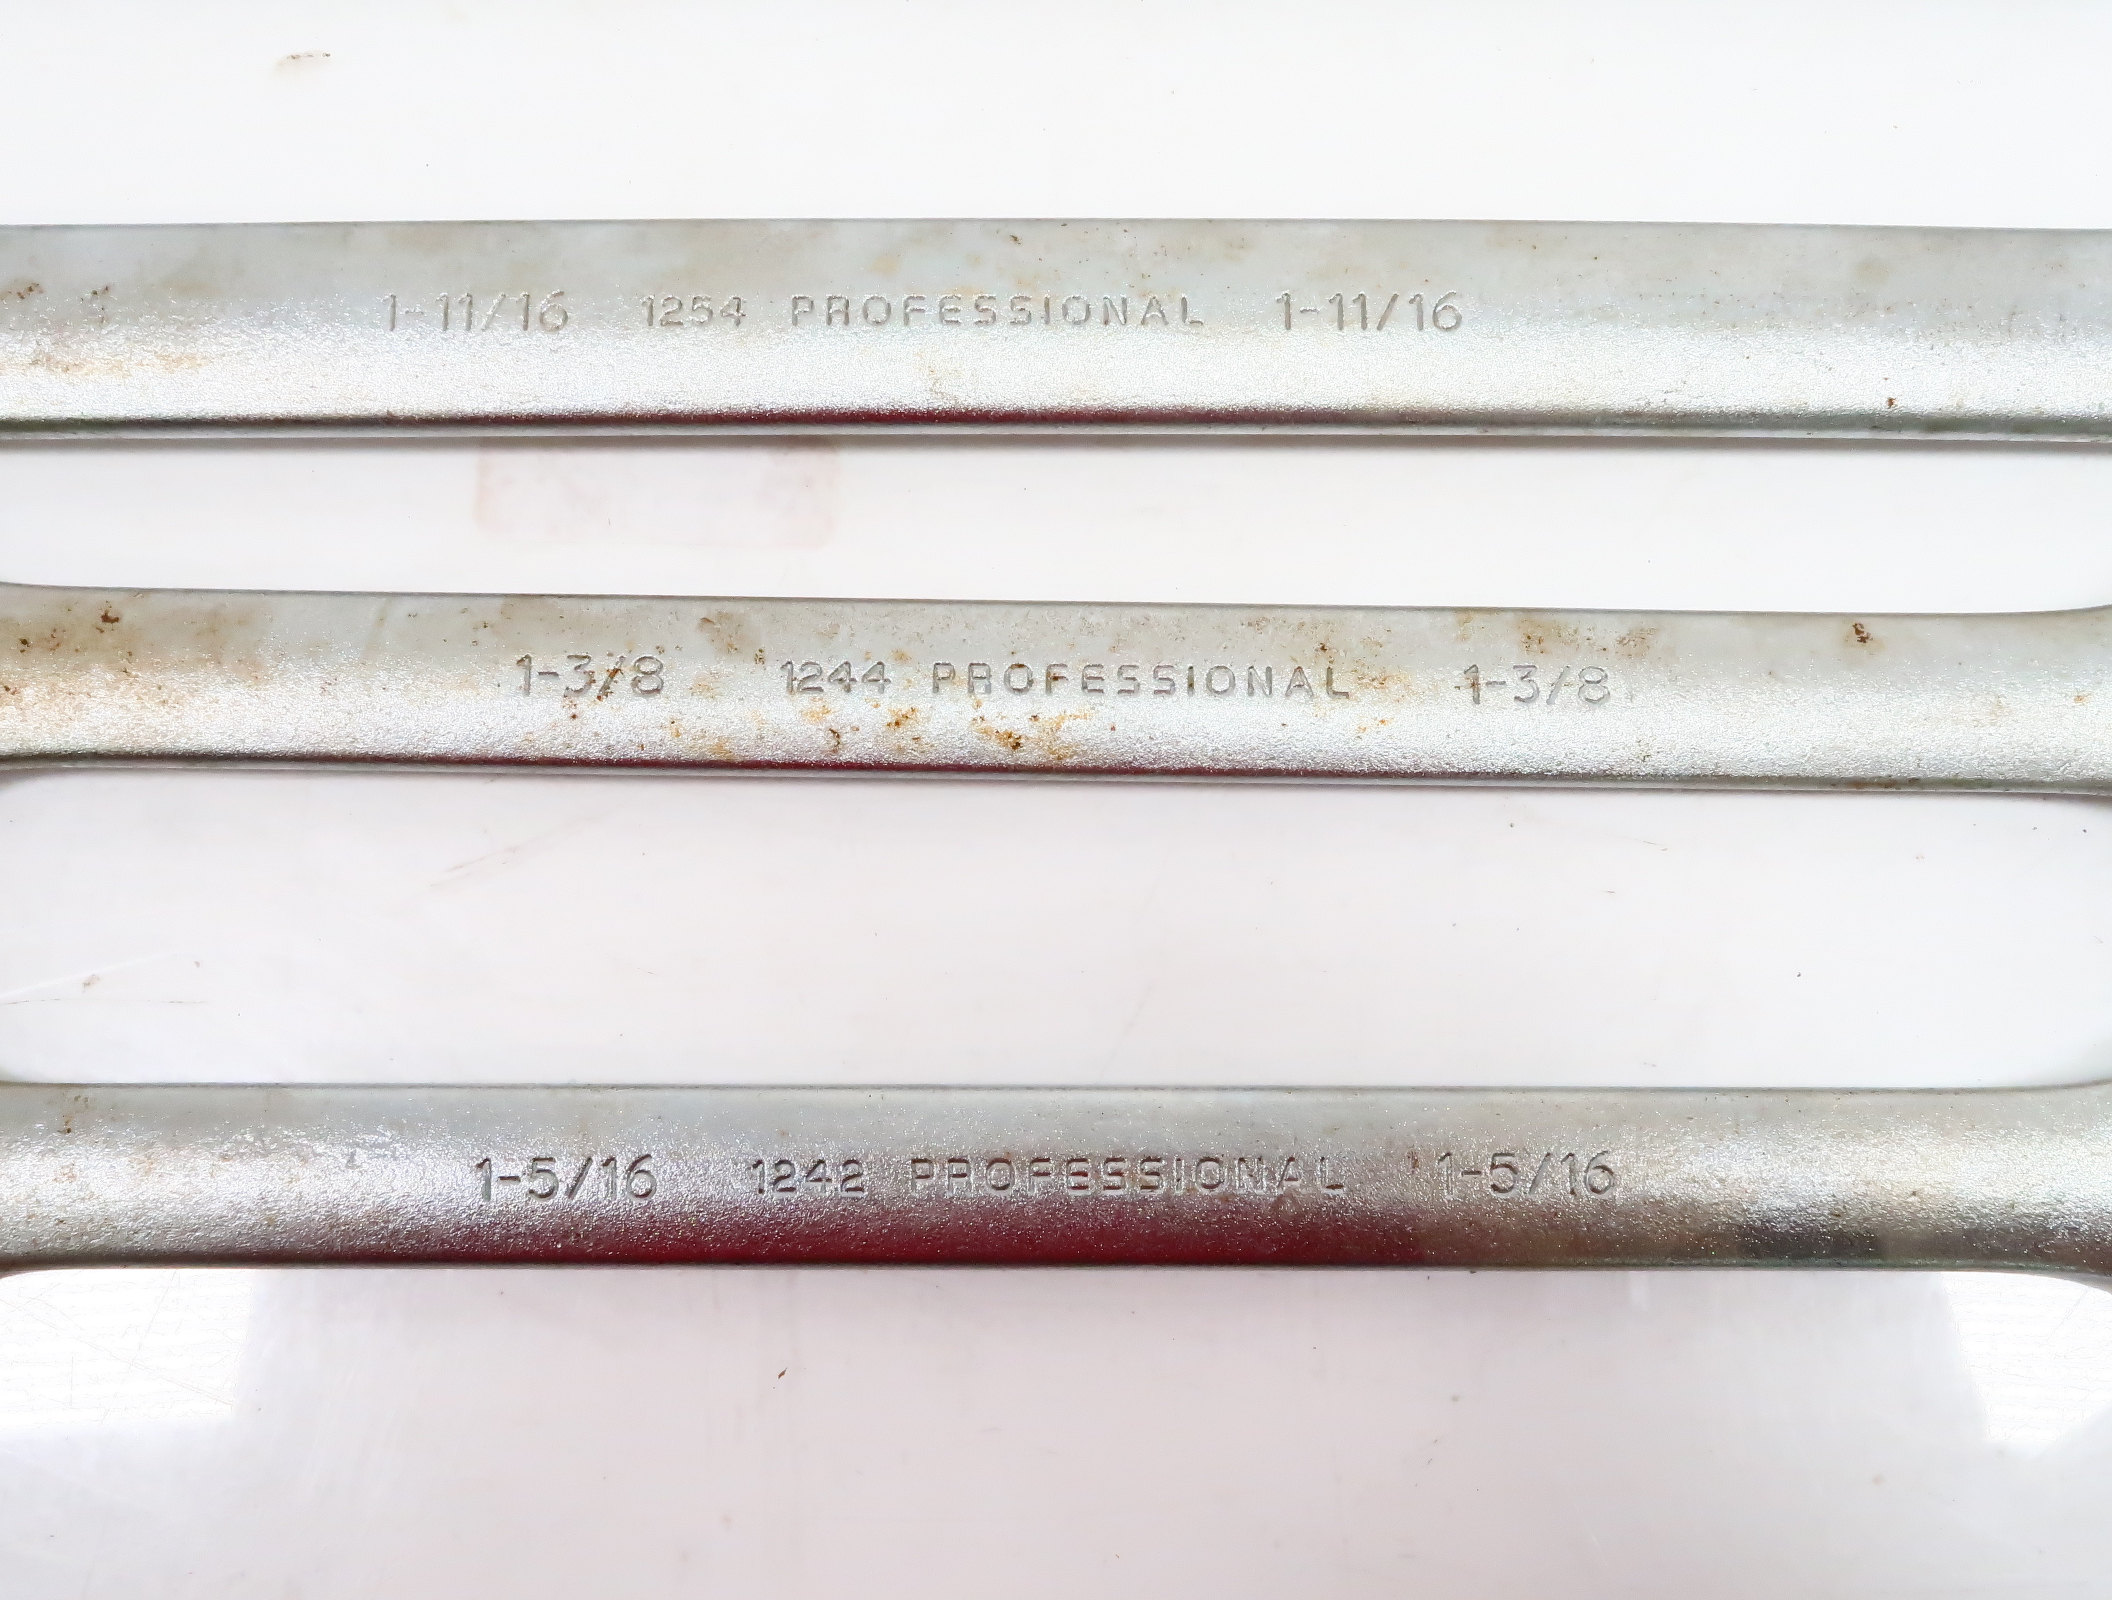 1-11/16 1254 PROFESSIONAL 1-11/16
1-3/8 1244 PROFESSIONAL 1-3/8
1-5/16 1242 PROFESSIONAL 1-5/16